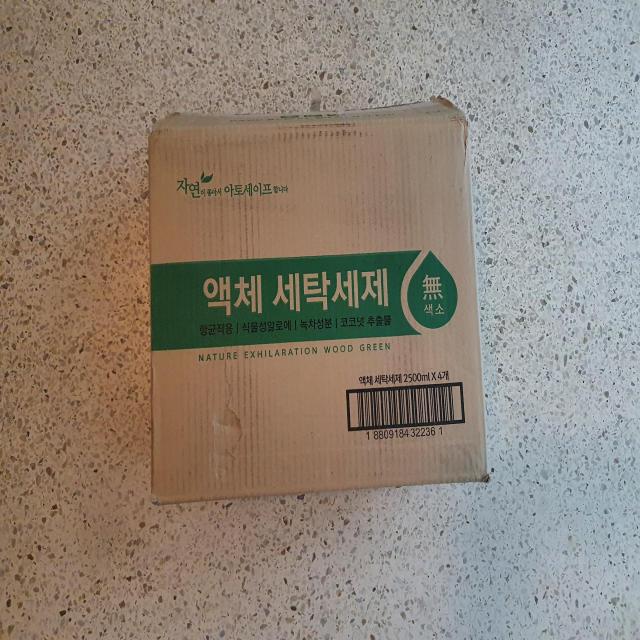 자연이 좋아서 아토세이프합니다
액체 세탁세제
無
색소
항균적용 | 식물성알로에 | 녹차성분 | 코코넛 추출물
NATURE EXHILARATION WOOD GREEN
액체 세탁세제 2500ml X 4개
1 8809184 32236 1